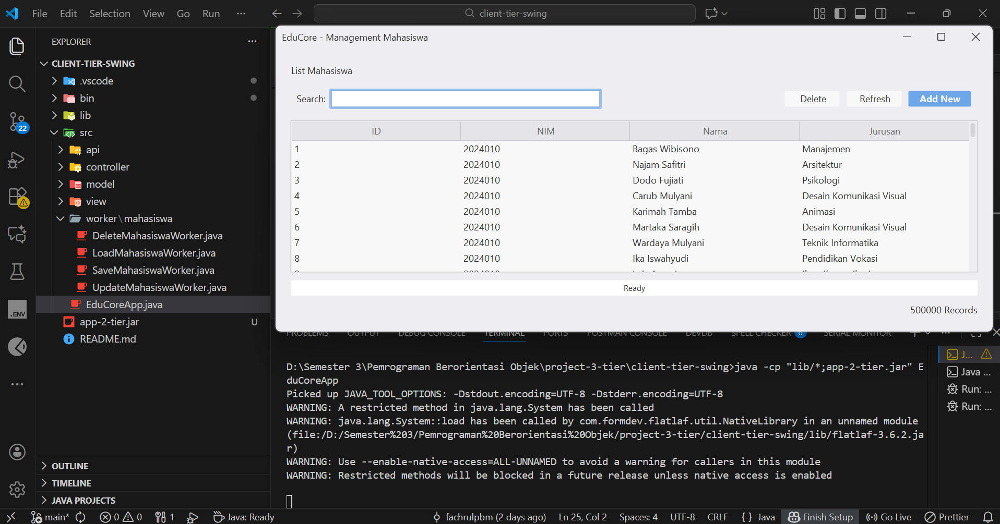 File Edit Selection View Go Run ···
client-tier-swing
EXPLORER
CLIENT-TIER-SWING
.vscode
bin
lib
src
api
controller
model
view
worker\mahasiswa
DeleteMahasiswaWorker.java
LoadMahasiswaWorker.java
SaveMahasiswaWorker.java
UpdateMahasiswaWorker.java
EduCoreApp.java
app-2-tier.jar U
README.md
OUTLINE
TIMELINE
JAVA PROJECTS
22
.ENV
EduCore - Management Mahasiswa
List Mahasiswa
Search: Delete Refresh Add New
ID NIM Nama Jurusan
1 2024010 Bagas Wibisono Manajemen
2 2024010 Najam Safitri Arsitektur
3 2024010 Dodo Fujiati Psikologi
4 2024010 Carub Mulyani Desain Komunikasi Visual
5 2024010 Karimah Tamba Animasi
6 2024010 Martaka Saragih Desain Komunikasi Visual
7 2024010 Wardaya Mulyani Teknik Informatika
8 2024010 Ika Iswahyudi Pendidikan Vokasi
Ready
500000 Records
PROBLEMS OUTPUT DEBUG CONSOLE TERMINAL PORTS POSTMAN CONSOLE DEVDB SPELL CHECKER 6 SERIAL MONITOR
D:\Semester 3\Pemrograman Berorientasi Objek\project-3-tier\client-tier-swing>java -cp "lib/*;app-2-tier.jar" E
duCoreApp
Picked up JAVA_TOOL_OPTIONS: -Dstdout.encoding=UTF-8 -Dstderr.encoding=UTF-8
WARNING: A restricted method in java.lang.System has been called
WARNING: java.lang.System::load has been called by com.formdev.flatlaf.util.NativeLibrary in an unnamed module
(file:/D:/Semester%203/Pemrograman%20Berorientasi%20Objek/project-3-tier/client-tier-swing/lib/flatlaf-3.6.2.ja
r)
WARNING: Use --enable-native-access=ALL-UNNAMED to avoid a warning for callers in this module
WARNING: Restricted methods will be blocked in a future release unless native access is enabled
J...
Java ...
Run: ...
Run: ...
main* 0 0 1 Java: Ready fachrulpbm (2 days ago) Ln 25, Col 2 Spaces: 4 UTF-8 CRLF { } Java Finish Setup Go Live Prettier